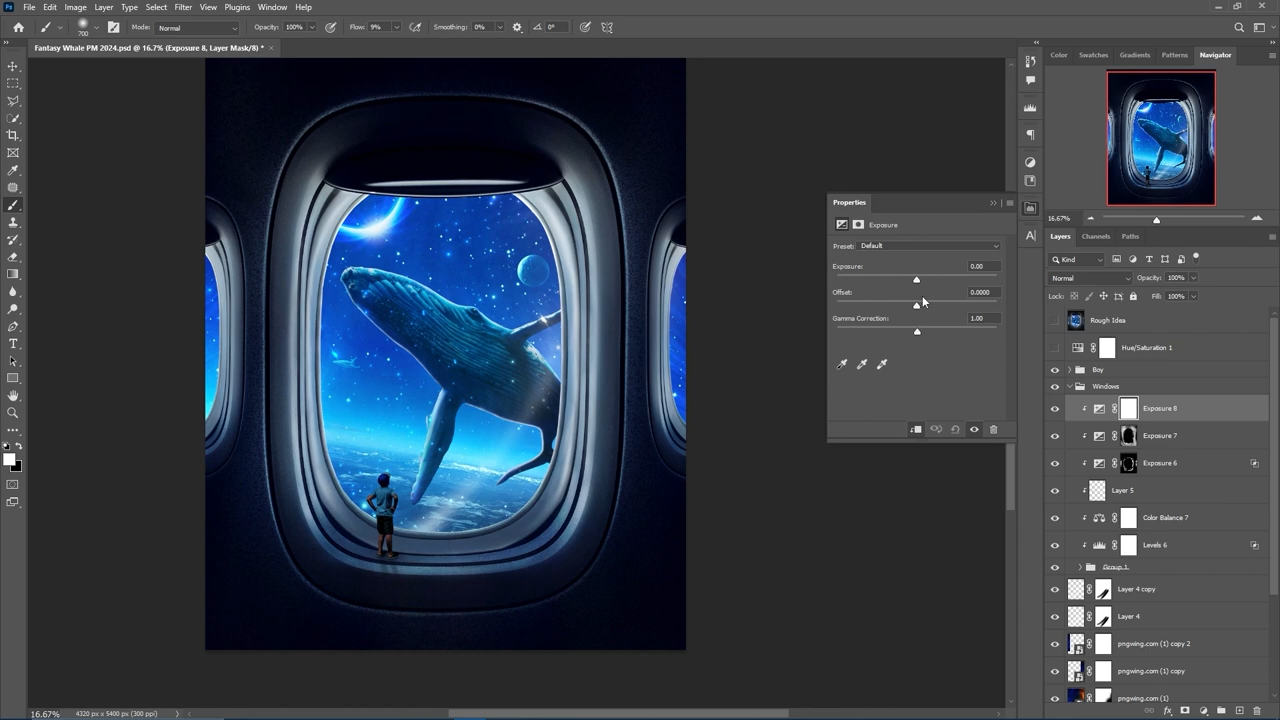 Ps File Edit Image Layer Type Select Filter View Plugins Window Help
700 Mode: Normal Opacity: 100% Flow: 9% Smoothing: 0% 0°
Fantasy Whale PM 2024.psd @ 16.7% (Exposure 8, Layer Mask/8) *
Color Swatches Gradients Patterns Navigator
Properties
Exposure
Preset: Default
Exposure: 0.00
Offset: 0.0000
Gamma Correction: 1.00
16.67%
Layers Channels Paths
Kind
Normal Opacity: 100%
Lock: Fill: 100%
Rough Idea
Hue/Saturation 1
Boy
Windows
Exposure 8
Exposure 7
Exposure 6
Layer 5
Color Balance 7
Levels 6
Group 1
Layer 4 copy
Layer 4
pngwing.com (1) copy 2
pngwing.com (1) copy
pngwing.com (1)
16.67% 4320 px x 5400 px (300 ppi)
fx